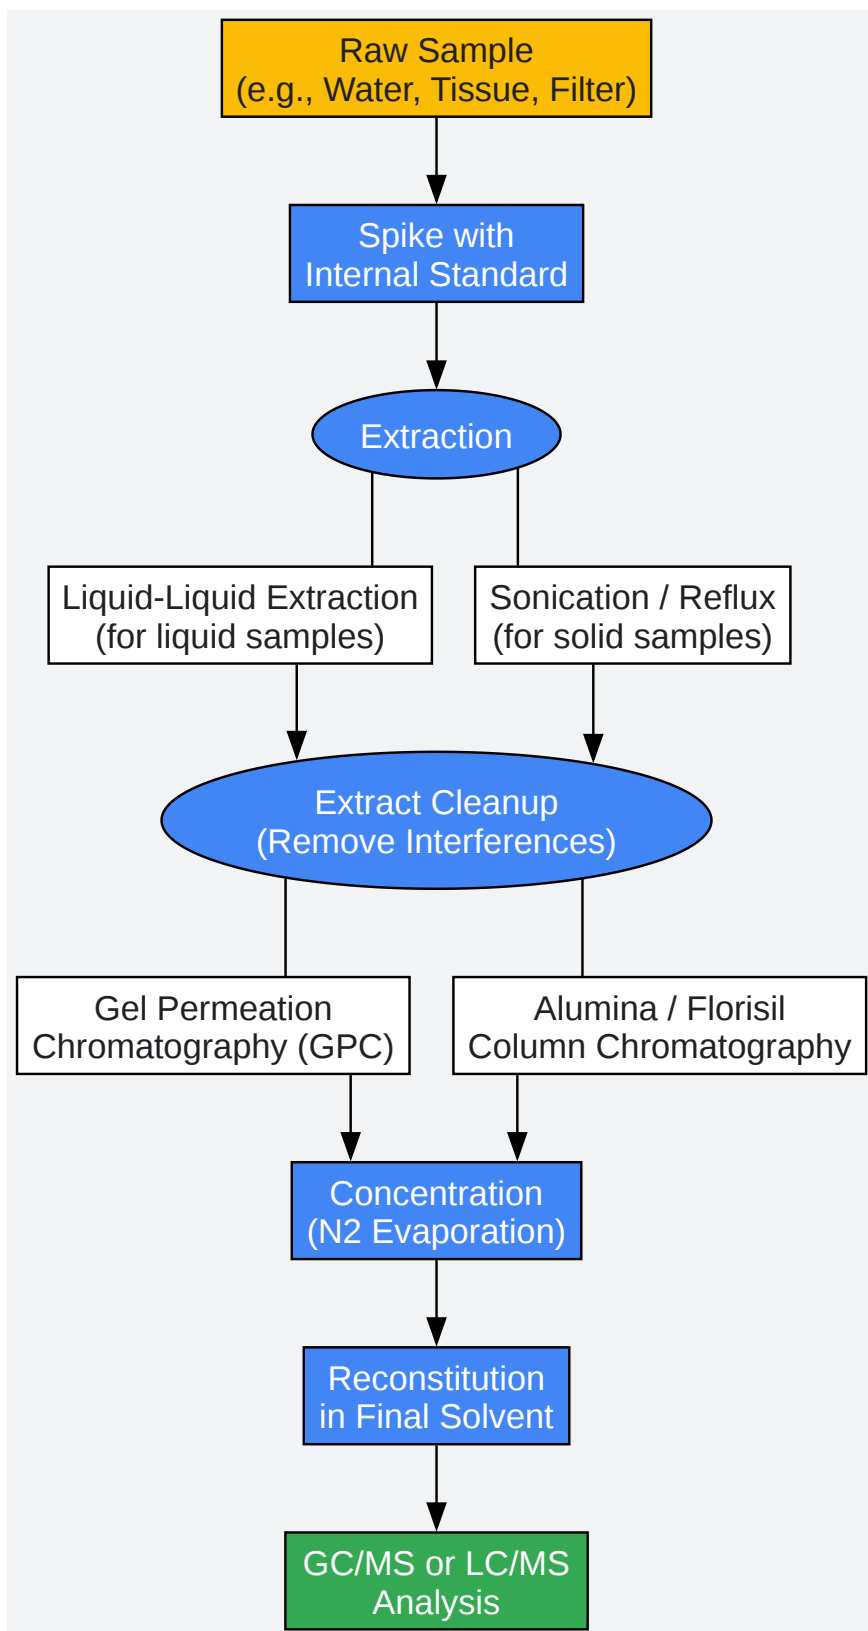 Raw Sample
(e.g., Water, Tissue, Filter)
Spike with
Internal Standard
Extraction
Liquid-Liquid Extraction
(for liquid samples)
Sonication / Reflux
(for solid samples)
Extract Cleanup
(Remove Interferences)
Gel Permeation
Chromatography (GPC)
Alumina / Florisil
Column Chromatography
Concentration
(N2 Evaporation)
Reconstitution
in Final Solvent
GC/MS or LC/MS
Analysis